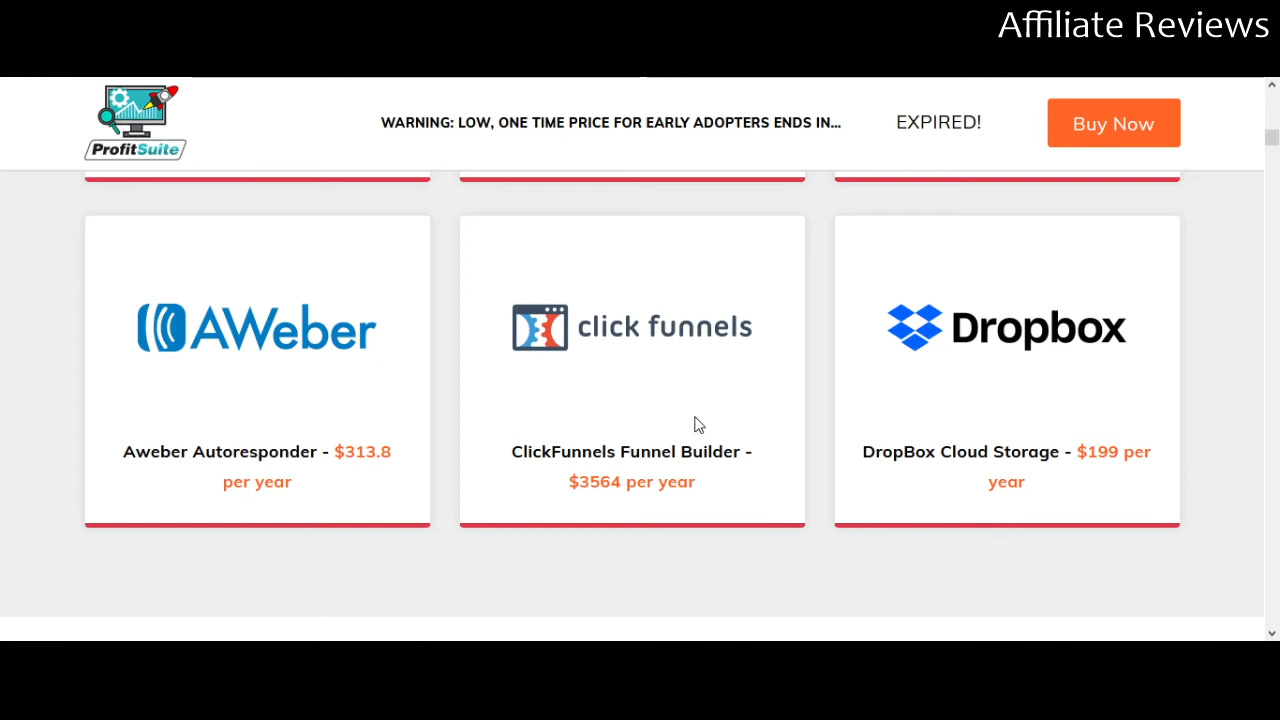 Affiliate Reviews
ProfitSuite
WARNING: LOW, ONE TIME PRICE FOR EARLY ADOPTERS ENDS IN...
EXPIRED!
Buy Now
AWeber
click funnels
Dropbox
Aweber Autoresponder - $313.8
per year
ClickFunnels Funnel Builder -
$3564 per year
DropBox Cloud Storage - $199 per
year